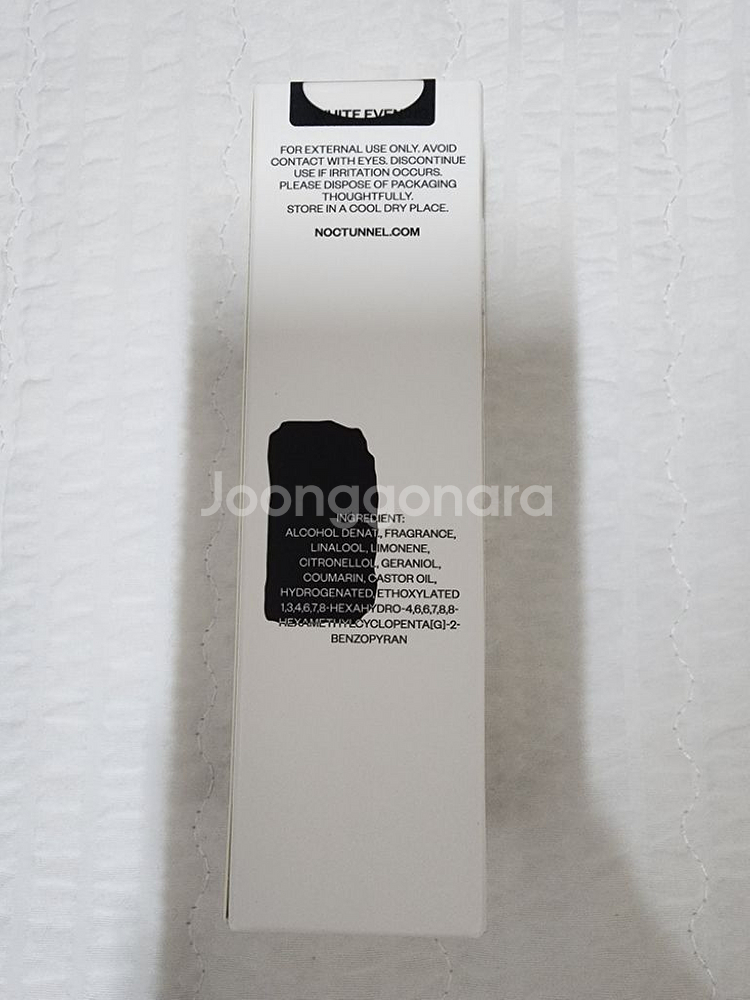 FOR EXTERNAL USE ONLY. AVOID
CONTACT WITH EYES. DISCONTINUE
USE IF IRRITATION OCCURS.
PLEASE DISPOSE OF PACKAGING
THOUGHTFULLY.
STORE IN A COOL DRY PLACE.
NOCTUNNEL.COM
Joonggonara
INGREDIENT:
ALCOHOL DENAT., FRAGRANCE,
LINALOOL, LIMONENE,
CITRONELLOL, GERANIOL,
COUMARIN, CASTOR OIL,
HYDROGENATED, ETHOXYLATED
1,3,4,6,7,8-HEXAHYDRO-4,6,6,7,8,8-
HEXAMETHYLCYCLOPENTA[G]-2-
BENZOPYRAN